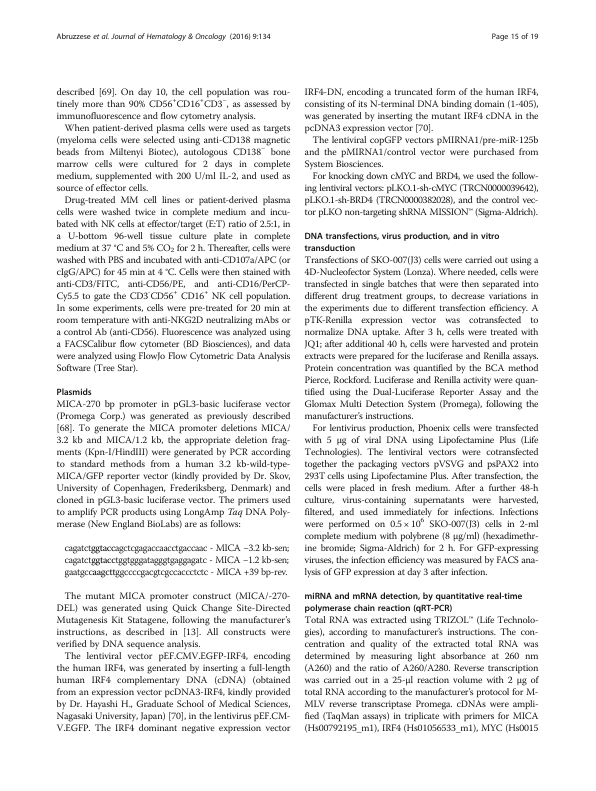 Abruzzese et al. Journal of Hematology & Oncology (2016) 9:134
Page 15 of 19
described [69]. On day 10, the cell population was rou-
tinely more than 90% CD56+CD16+CD3−, as assessed by
immunofluorescence and flow cytometry analysis.
When patient-derived plasma cells were used as targets
(myeloma cells were selected using anti-CD138 magnetic
beads from Miltenyi Biotec), autologous CD138− bone
marrow cells were cultured for 2 days in complete
medium, supplemented with 200 U/ml IL-2, and used as
source of effector cells.
Drug-treated MM cell lines or patient-derived plasma
cells were washed twice in complete medium and incu-
bated with NK cells at effector/target (E:T) ratio of 2.5:1, in
a U-bottom 96-well tissue culture plate in complete
medium at 37 °C and 5% CO2 for 2 h. Thereafter, cells were
washed with PBS and incubated with anti-CD107a/APC (or
cIgG/APC) for 45 min at 4 °C. Cells were then stained with
anti-CD3/FITC, anti-CD56/PE, and anti-CD16/PerCP-
Cy5.5 to gate the CD3-CD56+ CD16+ NK cell population.
In some experiments, cells were pre-treated for 20 min at
room temperature with anti-NKG2D neutralizing mAbs or
a control Ab (anti-CD56). Fluorescence was analyzed using
a FACSCalibur flow cytometer (BD Biosciences), and data
were analyzed using FlowJo Flow Cytometric Data Analysis
Software (Tree Star).
Plasmids
MICA-270 bp promoter in pGL3-basic luciferase vector
(Promega Corp.) was generated as previously described
[68]. To generate the MICA promoter deletions MICA/
3.2 kb and MICA/1.2 kb, the appropriate deletion frag-
ments (Kpn-I/HindIII) were generated by PCR according
to standard methods from a human 3.2 kb-wild-type-
MICA/GFP reporter vector (kindly provided by Dr. Skov,
University of Copenhagen, Frederiksberg, Denmark) and
cloned in pGL3-basic luciferase vector. The primers used
to amplify PCR products using LongAmp Taq DNA Poly-
merase (New England BioLabs) are as follows:
cagatctggtaccagctcgagaccaacctgaccaac - MICA −3.2 kb-sen;
cagatctggtacctggtgggatagggtgaggagatc - MICA −1.2 kb-sen;
gaatgccaagcttggccccgacgtcgccaccctctc - MICA +39 bp-rev.
The mutant MICA promoter construct (MICA/-270-
DEL) was generated using Quick Change Site-Directed
Mutagenesis Kit Statagene, following the manufacturer's
instructions, as described in [13]. All constructs were
verified by DNA sequence analysis.
The lentiviral vector pEF.CMV.EGFP-IRF4, encoding
the human IRF4, was generated by inserting a full-length
human IRF4 complementary DNA (cDNA) (obtained
from an expression vector pcDNA3-IRF4, kindly provided
by Dr. Hayashi H., Graduate School of Medical Sciences,
Nagasaki University, Japan) [70], in the lentivirus pEF.CM-
V.EGFP. The IRF4 dominant negative expression vector
IRF4-DN, encoding a truncated form of the human IRF4,
consisting of its N-terminal DNA binding domain (1-405),
was generated by inserting the mutant IRF4 cDNA in the
pcDNA3 expression vector [70].
The lentiviral copGFP vectors pMIRNA1/pre-miR-125b
and the pMIRNA1/control vector were purchased from
System Biosciences.
For knocking down cMYC and BRD4, we used the follow-
ing lentiviral vectors: pLKO.1-sh-cMYC (TRCN0000039642),
pLKO.1-sh-BRD4 (TRCN0000382028), and the control vec-
tor pLKO non-targeting shRNA MISSION™ (Sigma-Aldrich).
DNA transfections, virus production, and in vitro
transduction
Transfections of SKO-007(J3) cells were carried out using a
4D-Nucleofector System (Lonza). Where needed, cells were
transfected in single batches that were then separated into
different drug treatment groups, to decrease variations in
the experiments due to different transfection efficiency. A
pTK-Renilla expression vector was cotransfected to
normalize DNA uptake. After 3 h, cells were treated with
JQ1; after additional 40 h, cells were harvested and protein
extracts were prepared for the luciferase and Renilla assays.
Protein concentration was quantified by the BCA method
Pierce, Rockford. Luciferase and Renilla activity were quan-
tified using the Dual-Luciferase Reporter Assay and the
Glomax Multi Detection System (Promega), following the
manufacturer's instructions.
For lentivirus production, Phoenix cells were transfected
with 5 μg of viral DNA using Lipofectamine Plus (Life
Technologies). The lentiviral vectors were cotransfected
together the packaging vectors pVSVG and psPAX2 into
293T cells using Lipofectamine Plus. After transfection, the
cells were placed in fresh medium. After a further 48-h
culture, virus-containing supernatants were harvested,
filtered, and used immediately for infections. Infections
were performed on 0.5 × 10⁶ SKO-007(J3) cells in 2-ml
complete medium with polybrene (8 μg/ml) (hexadimethr-
ine bromide; Sigma-Aldrich) for 2 h. For GFP-expressing
viruses, the infection efficiency was measured by FACS ana-
lysis of GFP expression at day 3 after infection.
miRNA and mRNA detection, by quantitative real-time
polymerase chain reaction (qRT-PCR)
Total RNA was extracted using TRIZOL™ (Life Technolo-
gies), according to manufacturer's instructions. The con-
centration and quality of the extracted total RNA was
determined by measuring light absorbance at 260 nm
(A260) and the ratio of A260/A280. Reverse transcription
was carried out in a 25-μl reaction volume with 2 μg of
total RNA according to the manufacturer's protocol for M-
MLV reverse transcriptase Promega. cDNAs were ampli-
fied (TaqMan assays) in triplicate with primers for MICA
(Hs00792195_m1), IRF4 (Hs01056533_m1), MYC (Hs0015